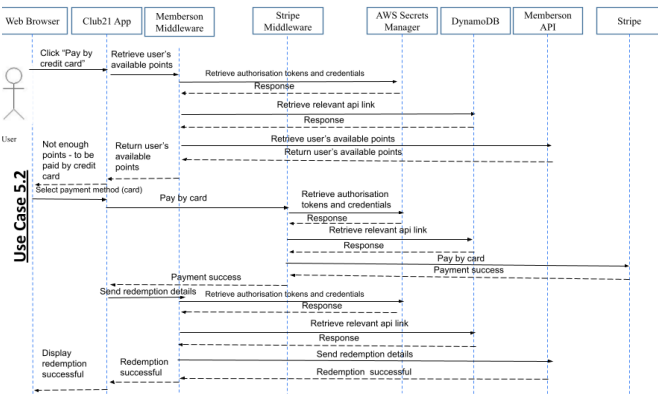 Web Browser
Club21 App
Memberson
Middleware
Stripe
Middleware
AWS Secrets
Manager
DynamoDB
Memberson
API
Stripe
Click "Pay by
credit card"
Retrieve user's
available points
Retrieve authorisation tokens and credentials
Response
Retrieve relevant api link
Response
User
Retrieve user's available points
Return user's available points
Not enough
points - to be
paid by credit
card
Return user's
available
points
Use Case 5.2
Select payment method (card)
Pay by card
Retrieve authorisation
tokens and credentials
Response
Retrieve relevant api link
Response
Pay by card
Payment success
Payment success
Send redemption details
Retrieve authorisation tokens and credentials
Response
Retrieve relevant api link
Response
Send redemption details
Redemption successful
Redemption
successful
Display
redemption
successful